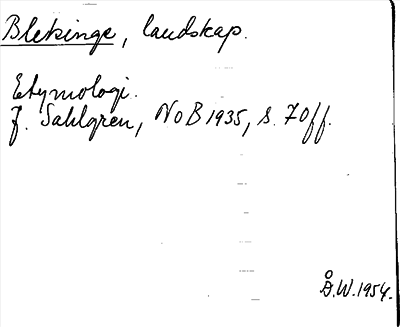 Blekinge, landskap.
Etymologi.
J. Sahlgren, NoB 1935, s. 70ff.
Å.W. 1954.